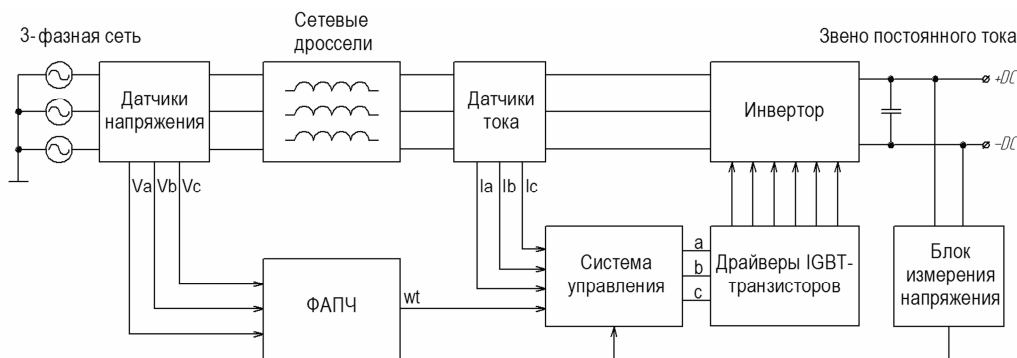 Сетевые
дроссели
3- фазная сеть
Звено постоянного тока
Датчики
напряжения
Датчики
тока
Инвертор
+DC
-DC
Va
Vb
Vc
Ia
Ib
Ic
ФАПЧ
wt
Система
управления
a
b
c
Драйверы IGBT-
транзисторов
Блок
измерения
напряжения